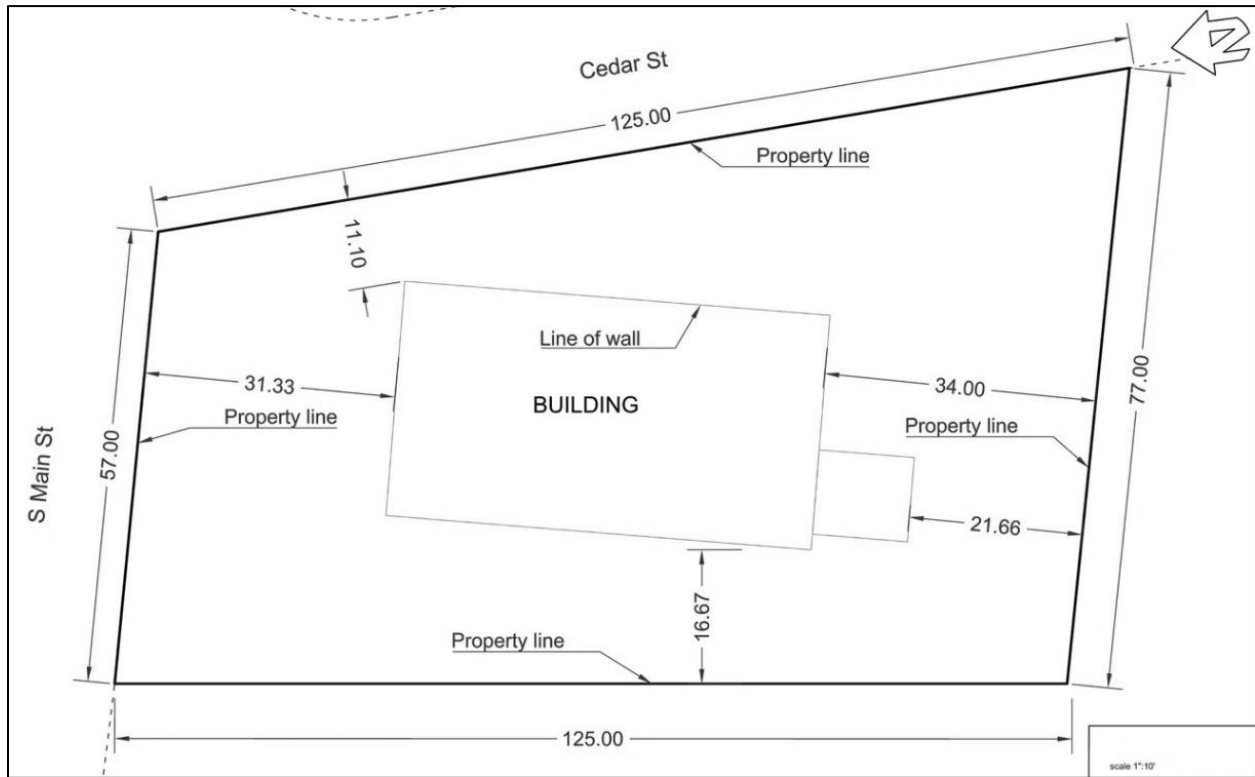 Cedar St
125.00
Property line
11.10
Line of wall
31.33
BUILDING
34.00
77.00
Property line
Property line
S Main St
57.00
21.66
16.67
Property line
125.00
scale 1":10'
N